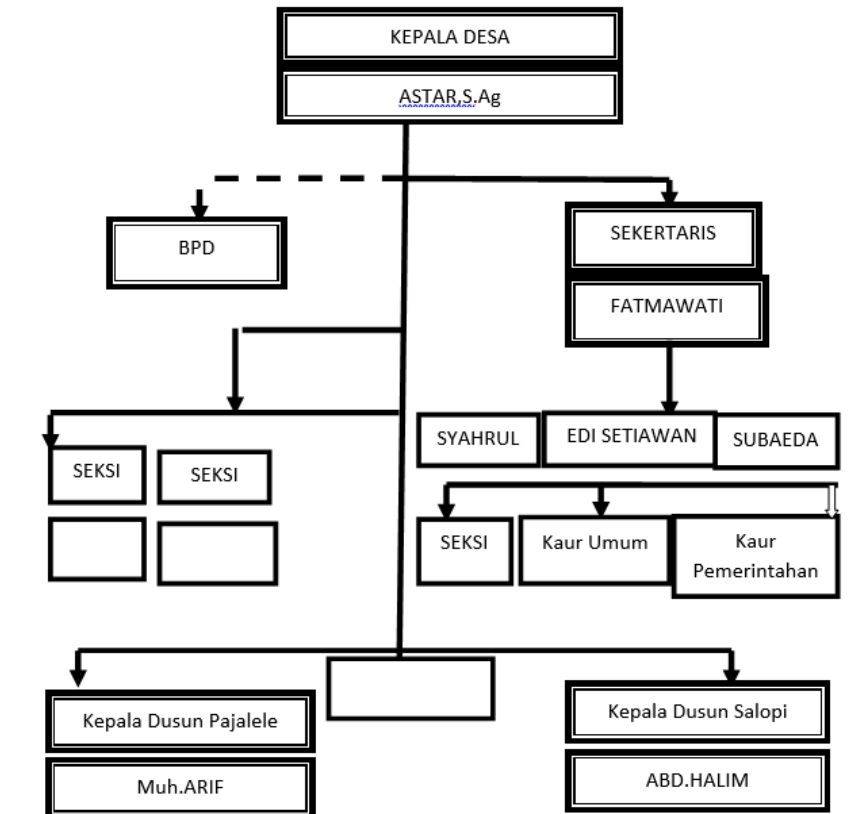 KEPALA DESA
ASTAR,S.Ag
BPD
SEKERTARIS
FATMAWATI
SYAHRUL
EDI SETIAWAN
SUBAEDA
SEKSI
SEKSI
SEKSI
Kaur Umum
Kaur
Pemerintahan
Kepala Dusun Pajalele
Muh.ARIF
Kepala Dusun Salopi
ABD.HALIM